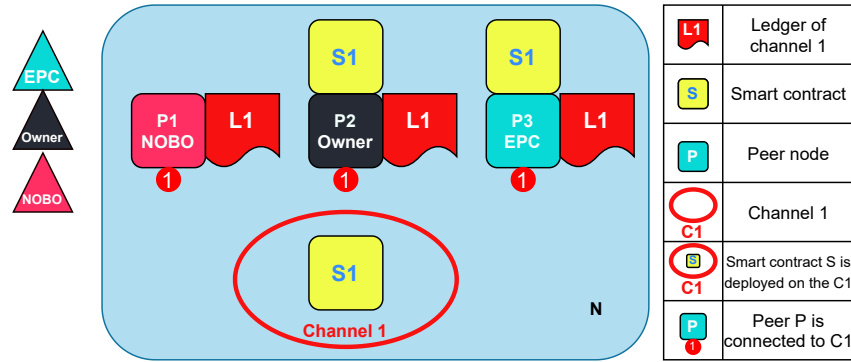 EPC
Owner
NOBO
S1
S1
P1
NOBO
L1
P2
Owner
L1
P3
EPC
L1
1
1
1
S1
Channel 1
N
L1
Ledger of
channel 1
S
Smart contract
P
Peer node
C1
Channel 1
S
C1
Smart contract S is
deployed on the C1
P
1
Peer P is
connected to C1